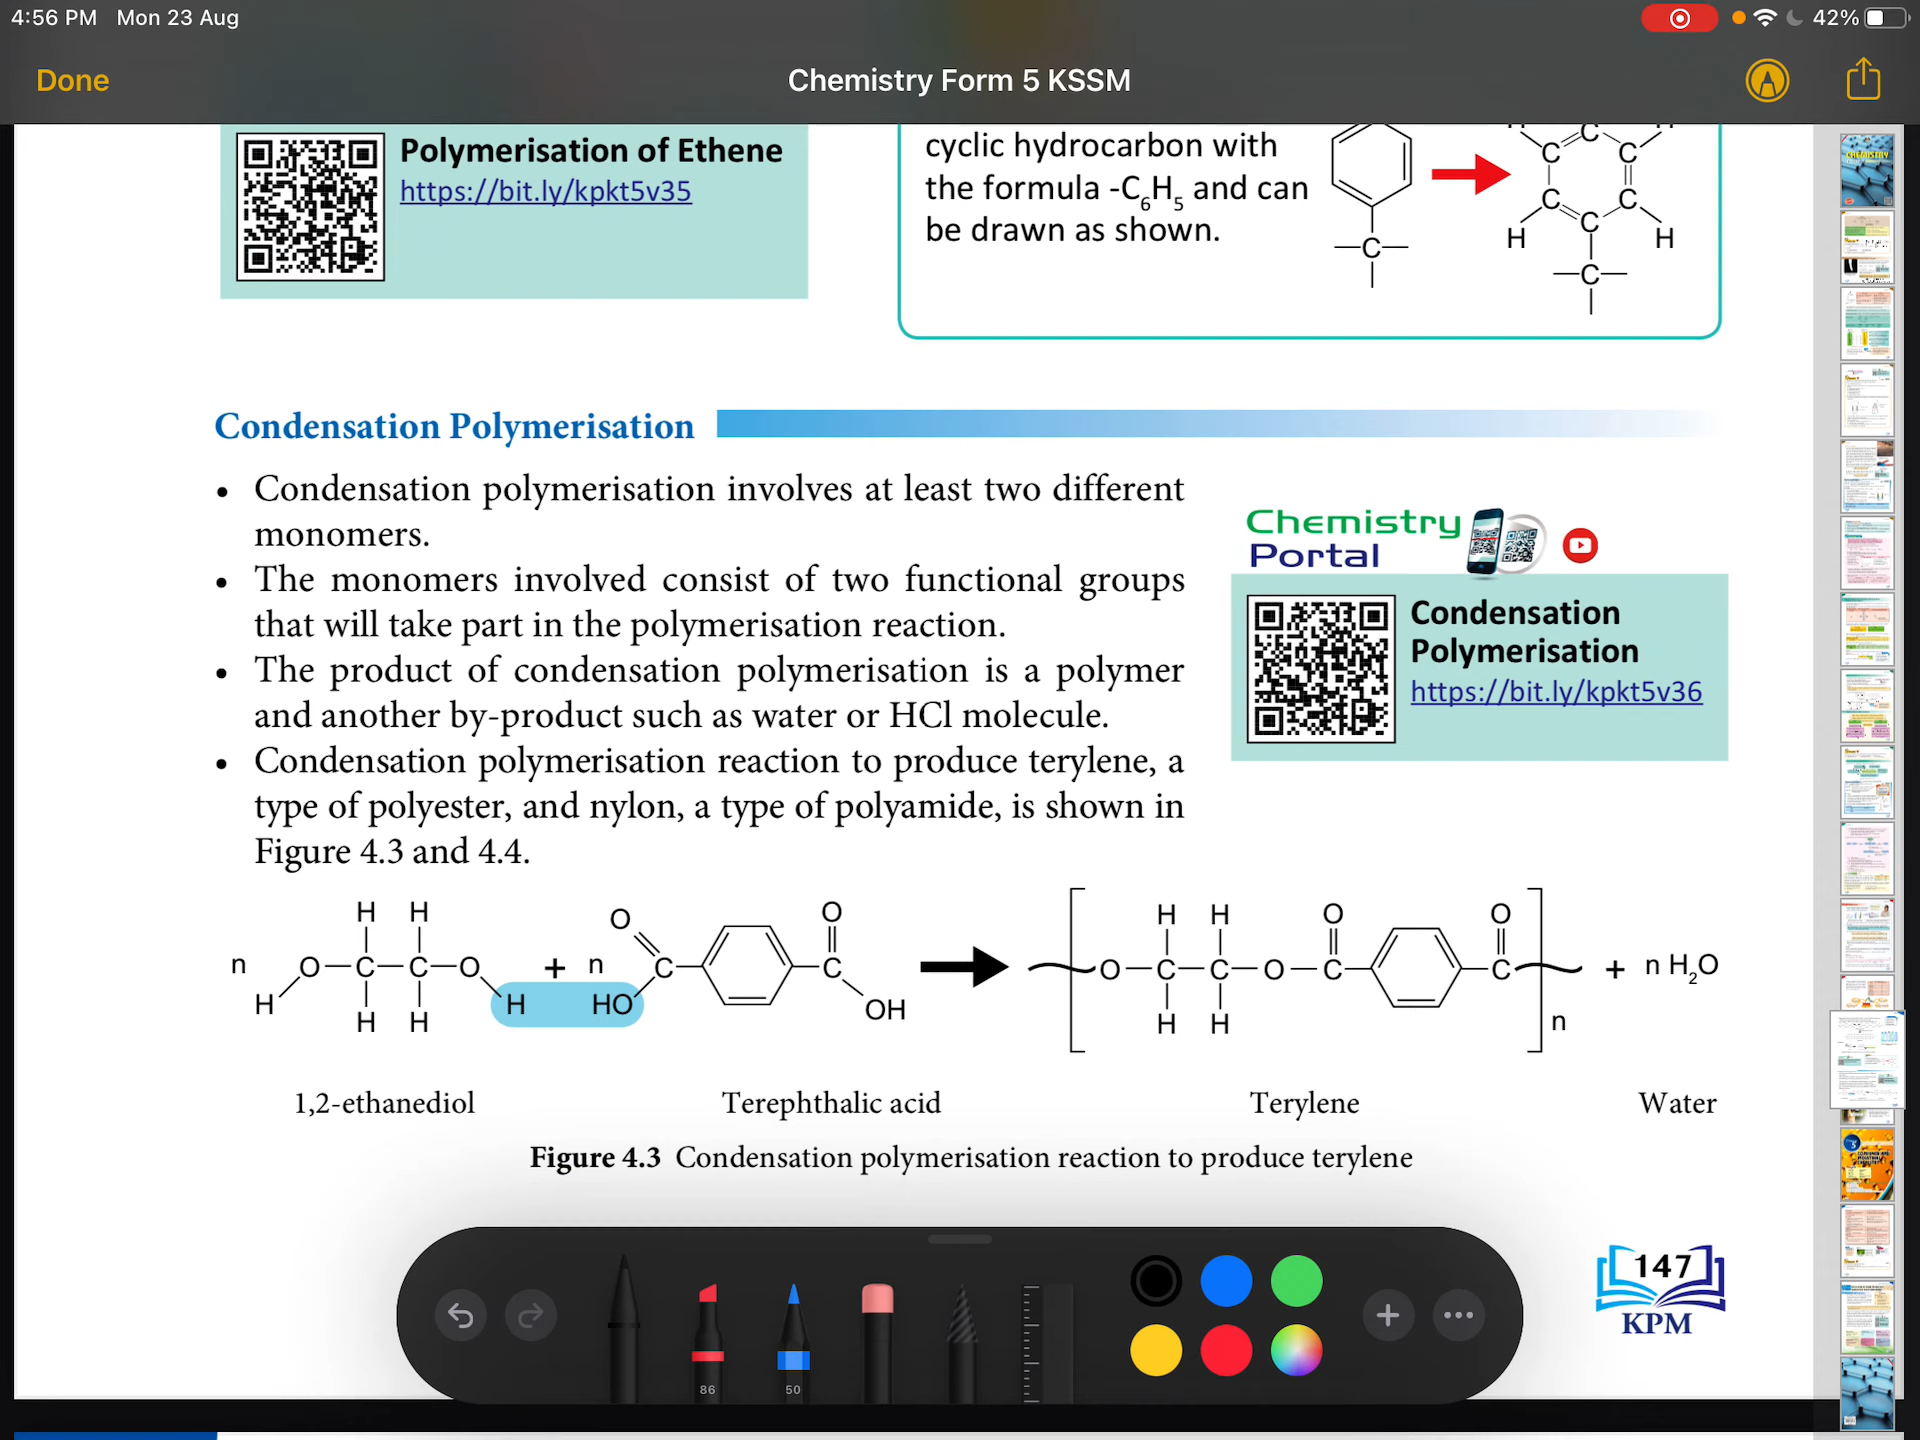 4:56 PM Mon 23 Aug
42%
Done
Chemistry Form 5 KSSM
Polymerisation of Ethene
https://bit.ly/kpkt5v35
cyclic hydrocarbon with
the formula -C₆H₅ and can
be drawn as shown.
C
C C C
C C
H C H
C
Condensation Polymerisation
• Condensation polymerisation involves at least two different
monomers.
• The monomers involved consist of two functional groups
that will take part in the polymerisation reaction.
• The product of condensation polymerisation is a polymer
and another by-product such as water or HCl molecule.
• Condensation polymerisation reaction to produce terylene, a
type of polyester, and nylon, a type of polyamide, is shown in
Figure 4.3 and 4.4.
Chemistry
Portal
Condensation
Polymerisation
https://bit.ly/kpkt5v36
H H O O H H O O
n O—C—C—O + n C C O—C—C—O—C C + n H₂O
H H HO OH
H H H H n
1,2-ethanediol Terephthalic acid Terylene Water
Figure 4.3 Condensation polymerisation reaction to produce terylene
147
KPM
86
50